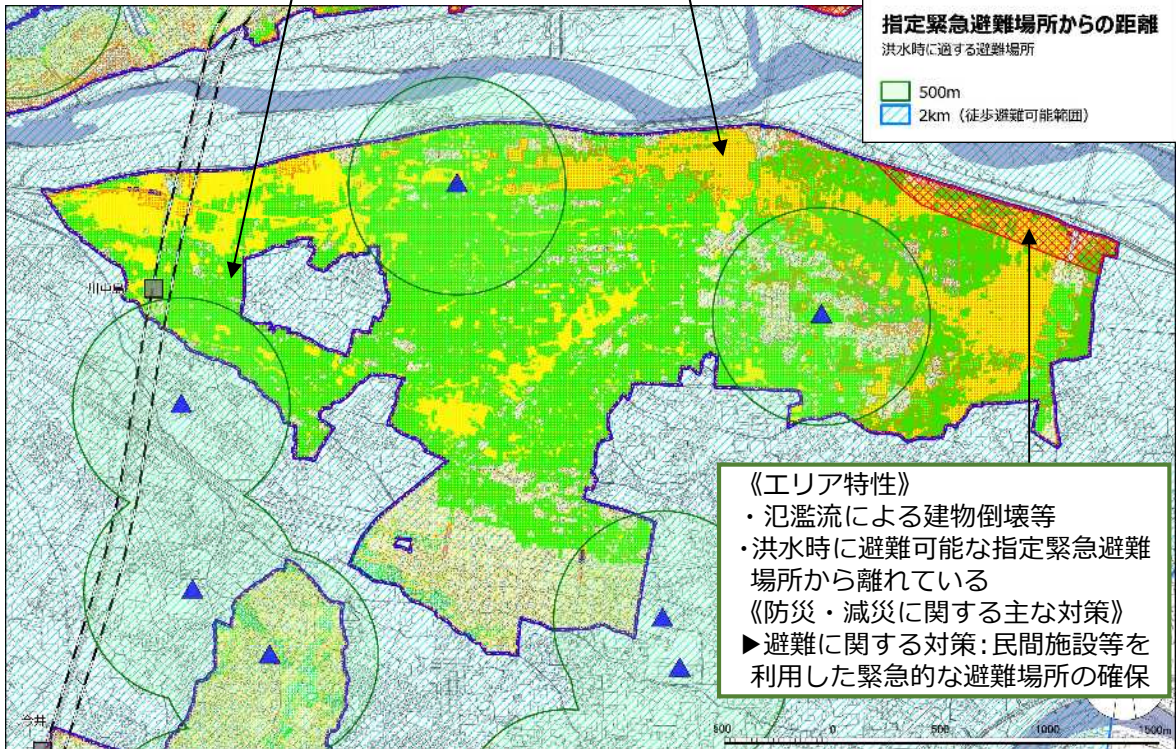 指定緊急避難場所からの距離
洪水時に適する避難場所
500m
2km（徒歩避難可能範囲）
川中島
《エリア特性》
・氾濫流による建物倒壊等
・洪水時に避難可能な指定緊急避難
場所から離れている
《防災・減災に関する主な対策》
▶避難に関する対策：民間施設等を
利用した緊急的な避難場所の確保
今井
500 0 500 1000 1500m